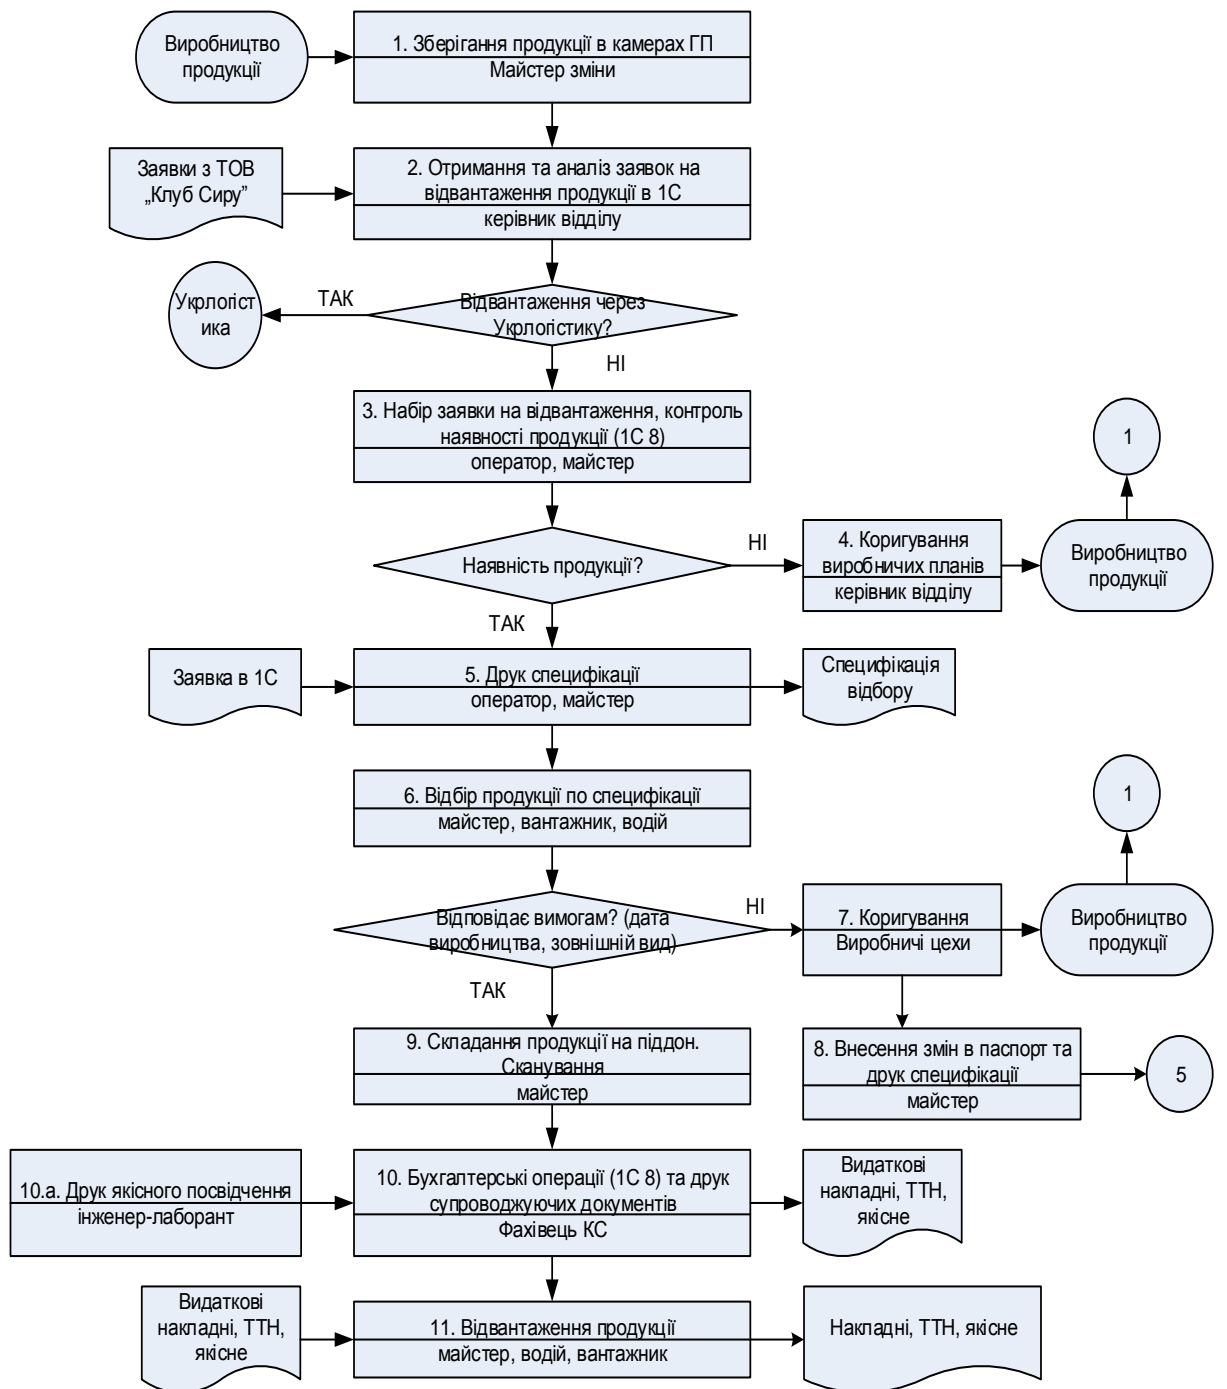 Виробництво
продукції
1. Зберігання продукції в камерах ГП
Майстер зміни
Заявки з ТОВ
„Клуб Сиру”
2. Отримання та аналіз заявок на
відвантаження продукції в 1С
керівник відділу
Укрлогіст
ика
ТАК
Відвантаження через
Укрлогістику?
НІ
3. Набір заявки на відвантаження, контроль
наявності продукції (1С 8)
оператор, майстер
1
Наявність продукції?
НІ
4. Коригування
виробничих планів
керівник відділу
Виробництво
продукції
ТАК
Заявка в 1С
5. Друк специфікації
оператор, майстер
Специфікація
відбору
6. Відбір продукції по специфікації
майстер, вантажник, водій
1
Відповідає вимогам? (дата
виробництва, зовнішній вид)
НІ
7. Коригування
Виробничі цехи
Виробництво
продукції
ТАК
9. Складання продукції на піддон.
Сканування
майстер
8. Внесення змін в паспорт та
друк специфікації
майстер
5
10.а. Друк якісного посвідчення
інженер-лаборант
10. Бухгалтерські операції (1С 8) та друк
супроводжуючих документів
Фахівець КС
Видаткові
накладні, ТТН,
якісне
Видаткові
накладні, ТТН,
якісне
11. Відвантаження продукції
майстер, водій, вантажник
Накладні, ТТН, якісне